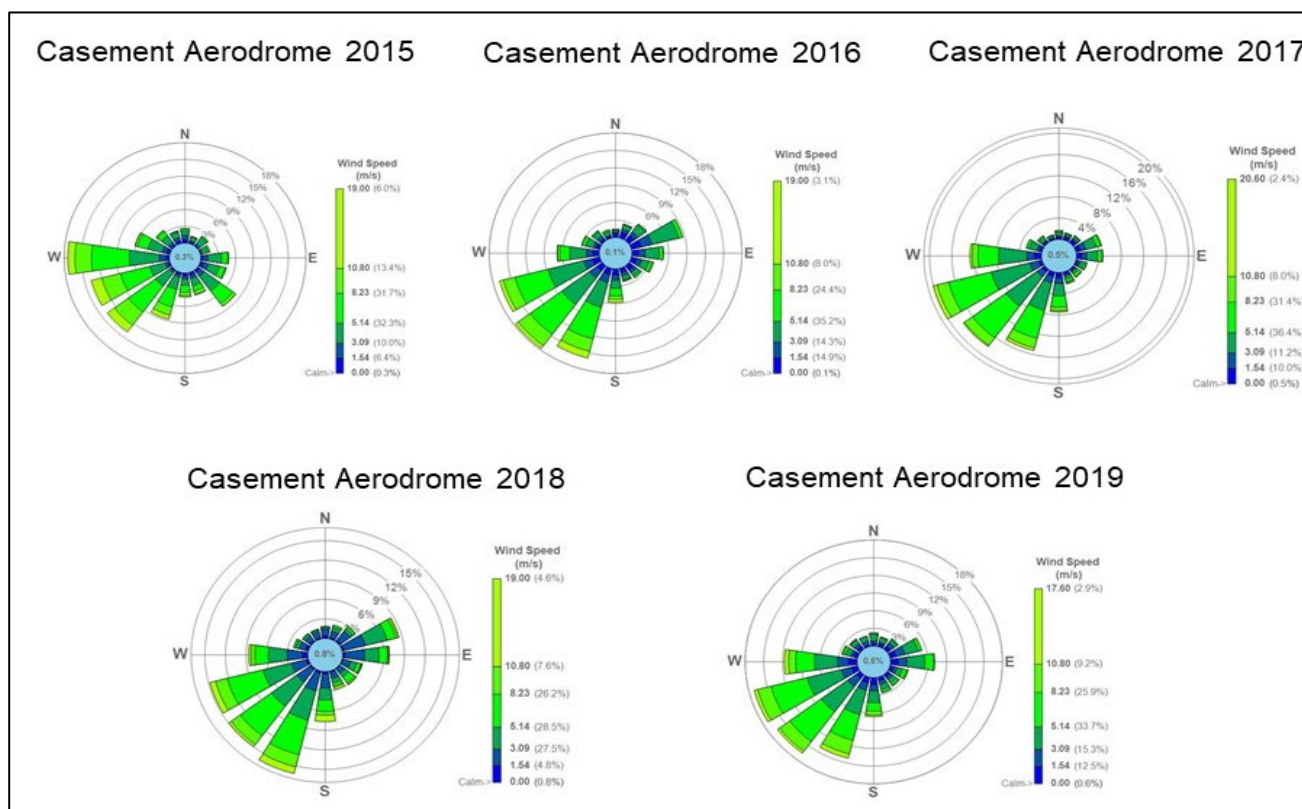 Casement Aerodrome 2015
N
W
E
S
18%
15%
12%
9%
6%
3%
0.3%
Wind Speed
(m/s)
19.00 (6.0%)
10.80 (13.4%)
8.23 (31.7%)
5.14 (32.3%)
3.09 (10.0%)
1.54 (6.4%)
Calm-> 0.00 (0.3%)
Casement Aerodrome 2016
N
W
E
S
18%
15%
12%
9%
6%
0.1%
Wind Speed
(m/s)
19.00 (3.1%)
10.80 (8.0%)
8.23 (24.4%)
5.14 (35.2%)
3.09 (14.3%)
1.54 (14.9%)
Calm-> 0.00 (0.1%)
Casement Aerodrome 2017
N
W
E
S
20%
16%
12%
8%
4%
0.5%
Wind Speed
(m/s)
20.60 (2.4%)
10.80 (8.0%)
8.23 (31.4%)
5.14 (36.4%)
3.09 (11.2%)
1.54 (10.0%)
Calm-> 0.00 (0.5%)
Casement Aerodrome 2018
N
W
E
S
15%
12%
9%
6%
0.8%
Wind Speed
(m/s)
19.00 (4.6%)
10.80 (7.6%)
8.23 (26.2%)
5.14 (28.5%)
3.09 (27.5%)
1.54 (4.8%)
Calm-> 0.00 (0.8%)
Casement Aerodrome 2019
N
W
E
S
18%
15%
12%
9%
6%
3%
0.6%
Wind Speed
(m/s)
17.60 (2.9%)
10.80 (9.2%)
8.23 (25.9%)
5.14 (33.7%)
3.09 (15.3%)
1.54 (12.5%)
Calm-> 0.00 (0.6%)